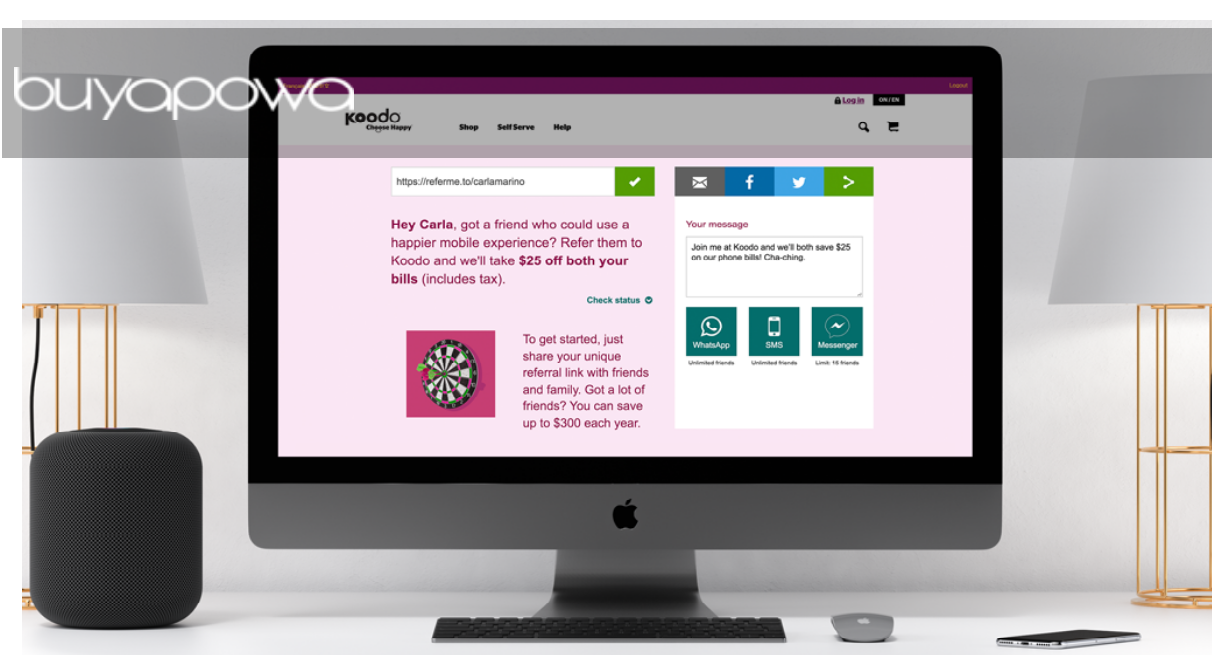 buyapowa
Logout
Log in
ON / EN
koodo
Choose Happy
Shop Self Serve Help
https://referme.to/carlamarino
Hey Carla, got a friend who could use a
happier mobile experience? Refer them to
Koodo and we'll take $25 off both your
bills (includes tax).
Check status
To get started, just
share your unique
referral link with friends
and family. Got a lot of
friends? You can save
up to $300 each year.
f
Your message
Join me at Koodo and we'll both save $25
on our phone bills! Cha-ching.
WhatsApp SMS Messenger
Unlimited friends Unlimited friends Limit: 16 friends